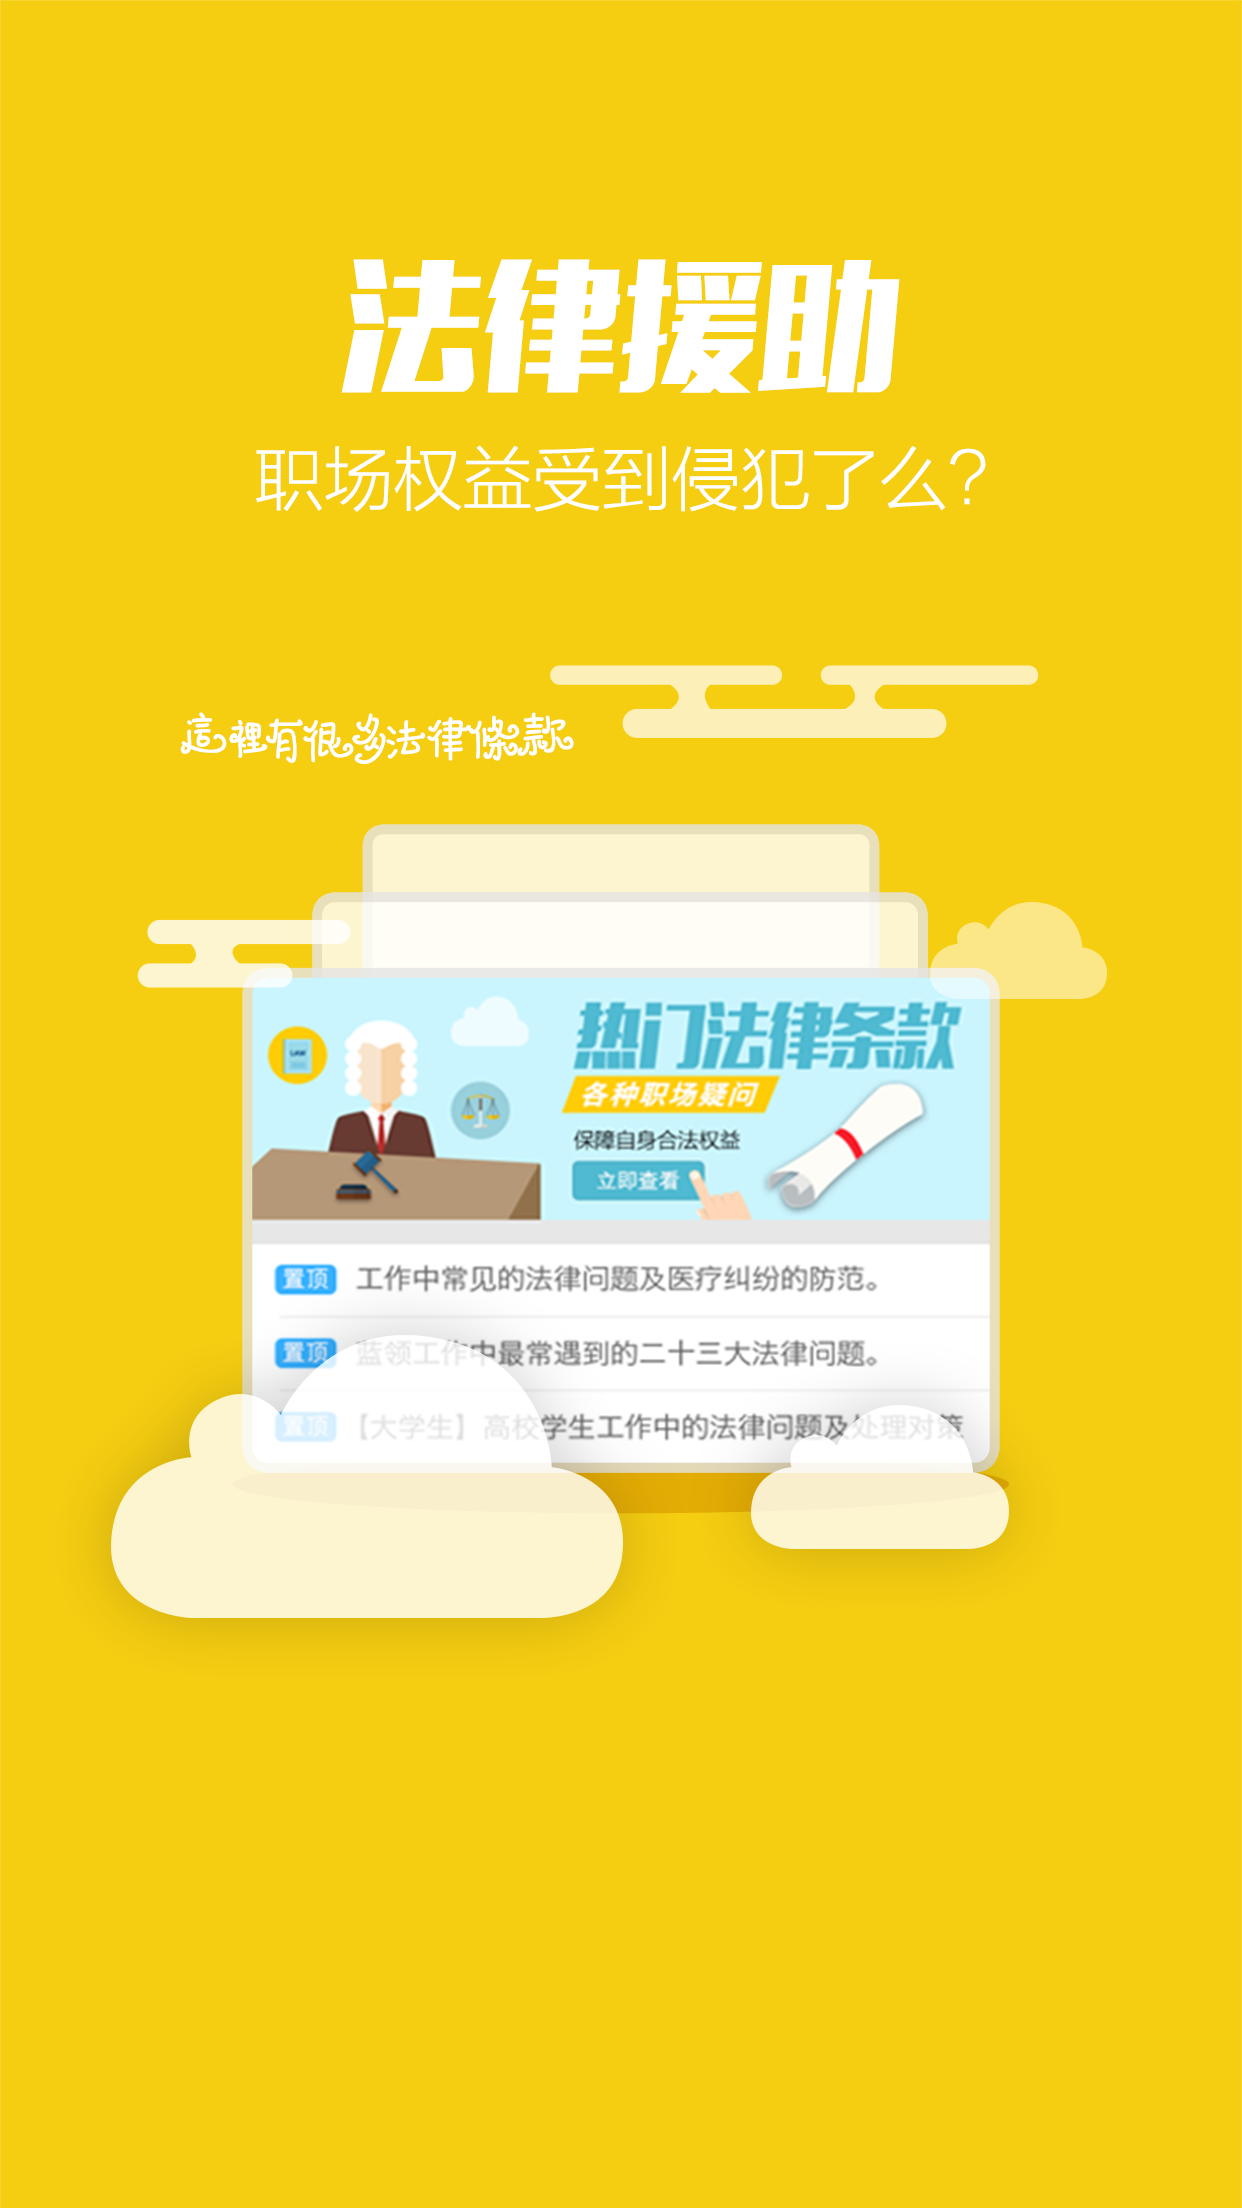 法律援助
职场权益受到侵犯了么?
這裡有很多法律條款
热门法律条款
LAW
各种职场疑问
保障自身合法权益
立即查看
置顶 工作中常见的法律问题及医疗纠纷的防范。
置顶 蓝领工作中最常遇到的二十三大法律问题。
置顶 【大学生】高校学生工作中的法律问题及处理对策